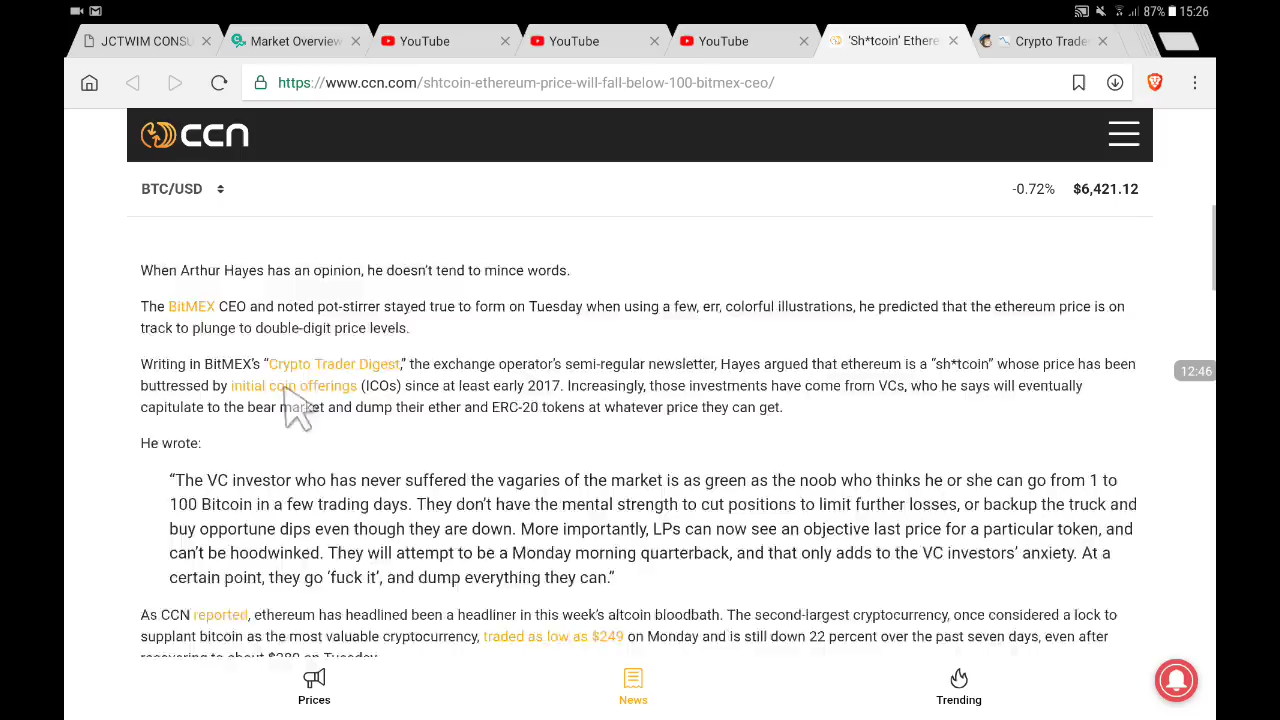 87% 15:26
JCTWIM CONSU
Market Overview
YouTube
YouTube
YouTube
'Sh*tcoin' Ethere
Crypto Trade
https://www.ccn.com/shtcoin-ethereum-price-will-fall-below-100-bitmex-ceo/
ccn
BTC/USD -0.72% $6,421.12
When Arthur Hayes has an opinion, he doesn't tend to mince words.
The BitMEX CEO and noted pot-stirrer stayed true to form on Tuesday when using a few, err, colorful illustrations, he predicted that the ethereum price is on
track to plunge to double-digit price levels.
12:46
Writing in BitMEX's “Crypto Trader Digest,” the exchange operator's semi-regular newsletter, Hayes argued that ethereum is a “sh*tcoin” whose price has been
buttressed by initial coin offerings (ICOs) since at least early 2017. Increasingly, those investments have come from VCs, who he says will eventually
capitulate to the bear market and dump their ether and ERC-20 tokens at whatever price they can get.
He wrote:
“The VC investor who has never suffered the vagaries of the market is as green as the noob who thinks he or she can go from 1 to
100 Bitcoin in a few trading days. They don't have the mental strength to cut positions to limit further losses, or backup the truck and
buy opportune dips even though they are down. More importantly, LPs can now see an objective last price for a particular token, and
can't be hoodwinked. They will attempt to be a Monday morning quarterback, and that only adds to the VC investors' anxiety. At a
certain point, they go 'fuck it', and dump everything they can.”
As CCN reported, ethereum has headlined been a headliner in this week's altcoin bloodbath. The second-largest cryptocurrency, once considered a lock to
supplant bitcoin as the most valuable cryptocurrency, traded as low as $249 on Monday and is still down 22 percent over the past seven days, even after
recovering to about $280 on Tuesday.
Prices
News
Trending